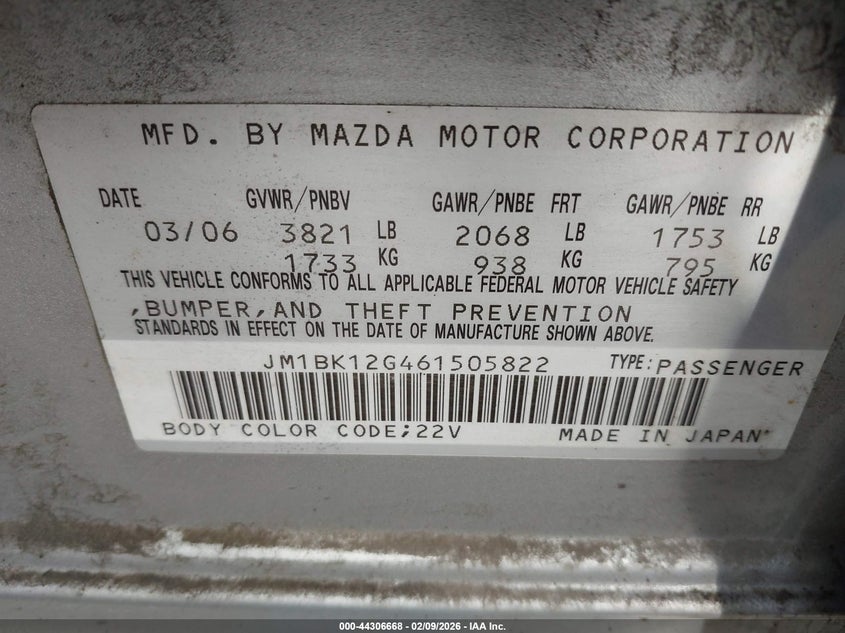 MFD. BY MAZDA MOTOR CORPORATION
DATE GVWR/PNBV GAWR/PNBE FRT GAWR/PNBE RR
03/06 3821 LB 2068 LB 1753 LB
1733 KG 938 KG 795 KG
THIS VEHICLE CONFORMS TO ALL APPLICABLE FEDERAL MOTOR VEHICLE SAFETY
,BUMPER,AND THEFT PREVENTION
STANDARDS IN EFFECT ON THE DATE OF MANUFACTURE SHOWN ABOVE.
JM1BK12G461505822 TYPE:PASSENGER
BODY COLOR CODE;22V MADE IN JAPAN*
000-44306668 - 02/09/2026 - IAA Inc.